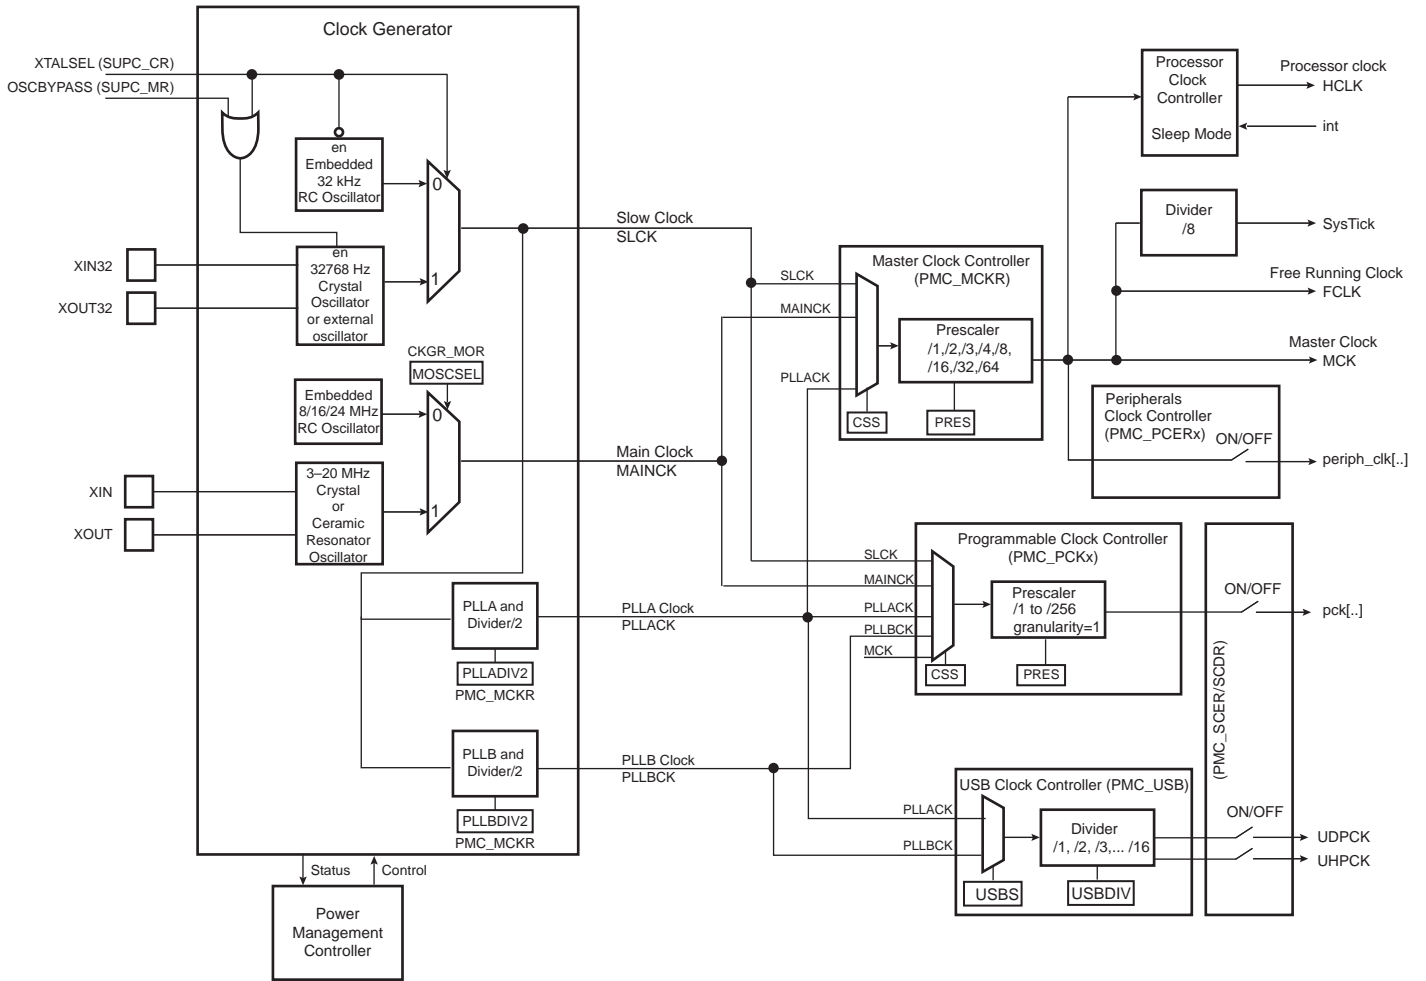 Clock Generator
XTALSEL (SUPC_CR)
OSCBYPASS (SUPC_MR)
en
Embedded
32 kHz
RC Oscillator
0
1
XIN32
XOUT32
en
32768 Hz
Crystal
Oscillator
or external
oscillator
CKGR_MOR
MOSCSEL
Embedded
8/16/24 MHz
RC Oscillator
0
1
XIN
XOUT
3–20 MHz
Crystal
or
Ceramic
Resonator
Oscillator
PLLA and
Divider/2
PLLADIV2
PMC_MCKR
PLLB and
Divider/2
PLLBDIV2
PMC_MCKR
Status
Control
Power
Management
Controller
Slow Clock
SLCK
Main Clock
MAINCK
PLLA Clock
PLLACK
PLLB Clock
PLLBCK
Master Clock Controller
(PMC_MCKR)
SLCK
MAINCK
PLLACK
Prescaler
/1,/2,/3,/4,/8,
/16,/32,/64
CSS
PRES
Processor
Clock
Controller
Sleep Mode
Processor clock
HCLK
int
Divider
/8
SysTick
Free Running Clock
FCLK
Master Clock
MCK
Peripherals
Clock Controller
(PMC_PCERx)
ON/OFF
periph_clk[..]
Programmable Clock Controller
(PMC_PCKx)
SLCK
MAINCK
PLLACK
PLLBCK
MCK
Prescaler
/1 to /256
granularity=1
CSS
PRES
ON/OFF
pck[..]
(PMC_SCER/SCDR)
USB Clock Controller (PMC_USB)
PLLACK
PLLBCK
Divider
/1, /2, /3,... /16
USBS
USBDIV
ON/OFF
UDPCK
UHPCK